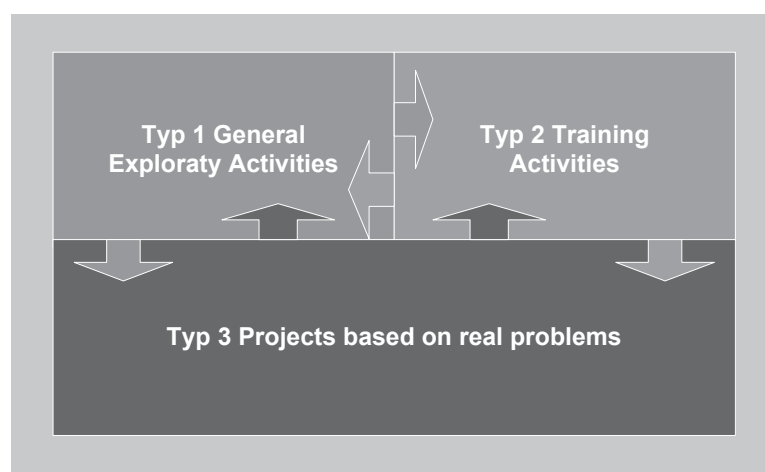 Typ 1 General
Exploraty Activities
Typ 2 Training
Activities
Typ 3 Projects based on real problems